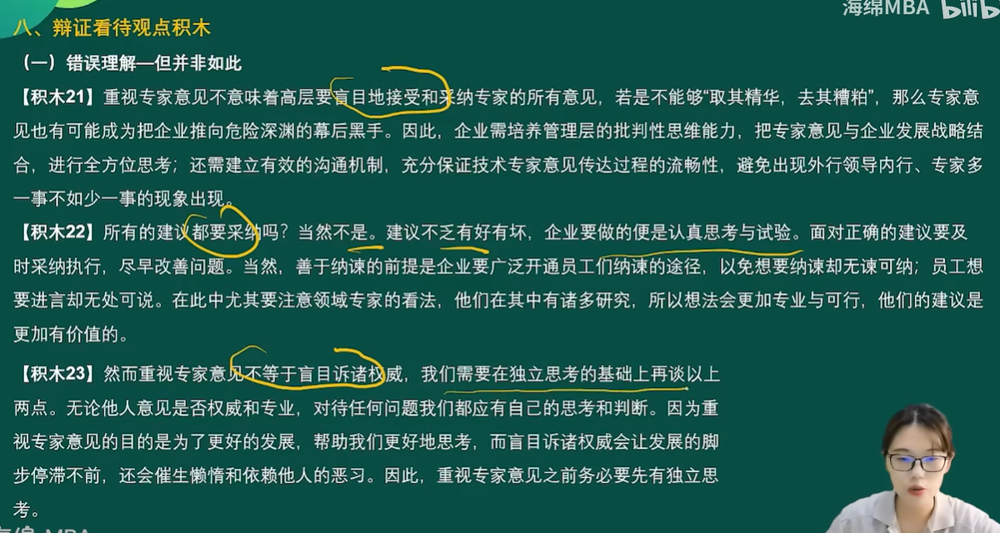 海绵MBA bilib
八、辩证看待观点积木
（一）错误理解—但并非如此
【积木21】重视专家意见不意味着高层要盲目地接受和采纳专家的所有意见，若是不能够“取其精华，去其糟粕”，那么专家意
见也有可能成为把企业推向危险深渊的幕后黑手。因此，企业需培养管理层的批判性思维能力，把专家意见与企业发展战略结
合，进行全方位思考；还需建立有效的沟通机制，充分保证技术专家意见传达过程的流畅性，避免出现外行领导内行、专家多
一事不如少一事的现象出现。
【积木22】所有的建议都要采纳吗？当然不是。建议不乏有好有坏，企业要做的便是认真思考与试验。面对正确的建议要及
时采纳执行，尽早改善问题。当然，善于纳谏的前提是企业要广泛开通员工们纳谏的途径，以免想要纳谏却无谏可纳；员工想
要进言却无处可说。在此中尤其要注意领域专家的看法，他们在其中有诸多研究，所以想法会更加专业与可行，他们的建议是
更加有价值的。
【积木23】然而重视专家意见不等于盲目诉诸权威，我们需要在独立思考的基础上再谈以上
两点。无论他人意见是否权威和专业，对待任何问题我们都应有自己的思考和判断。因为重
视专家意见的目的是为了更好的发展，帮助我们更好地思考，而盲目诉诸权威会让发展的脚
步停滞不前，还会催生懒惰和依赖他人的恶习。因此，重视专家意见之前务必要先有独立思
考。
海绵MBA